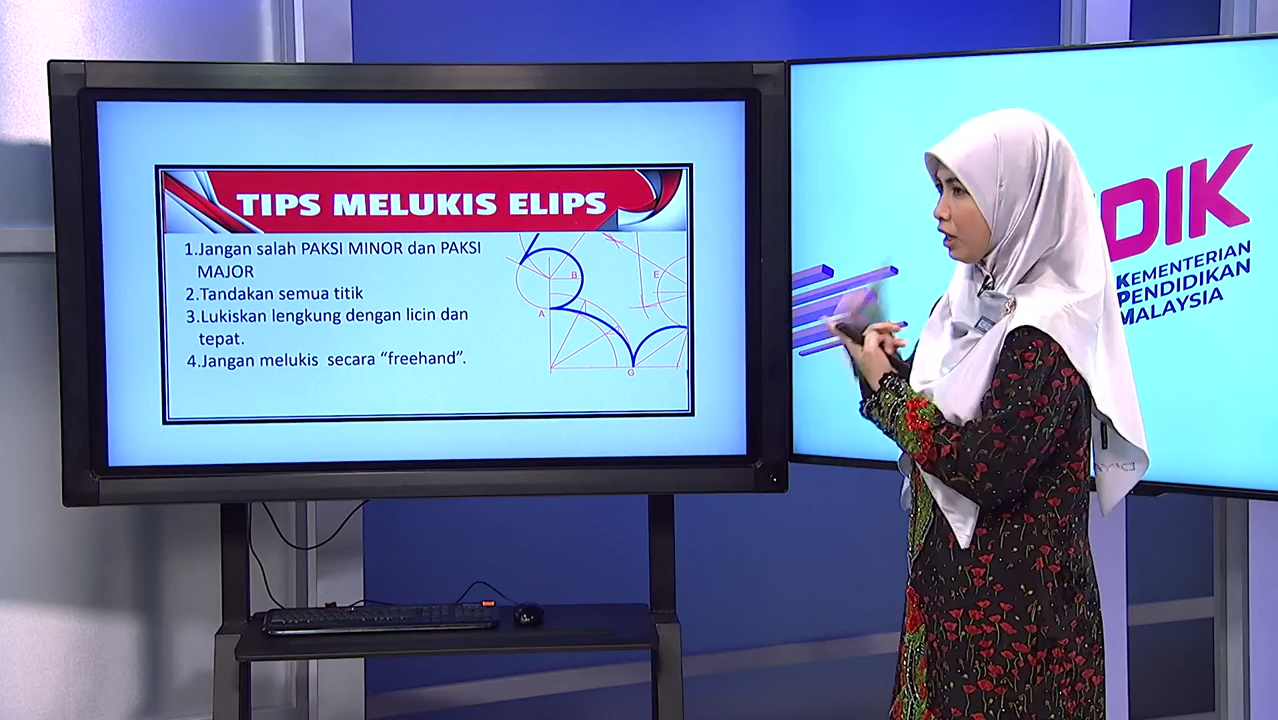 TIPS MELUKIS ELIPS
1.Jangan salah PAKSI MINOR dan PAKSI
MAJOR
2.Tandakan semua titik
3.Lukiskan lengkung dengan licin dan
tepat.
4.Jangan melukis secara “freehand”.
B
E
A
G
DIK
KEMENTERIAN
PENDIDIKAN
MALAYSIA